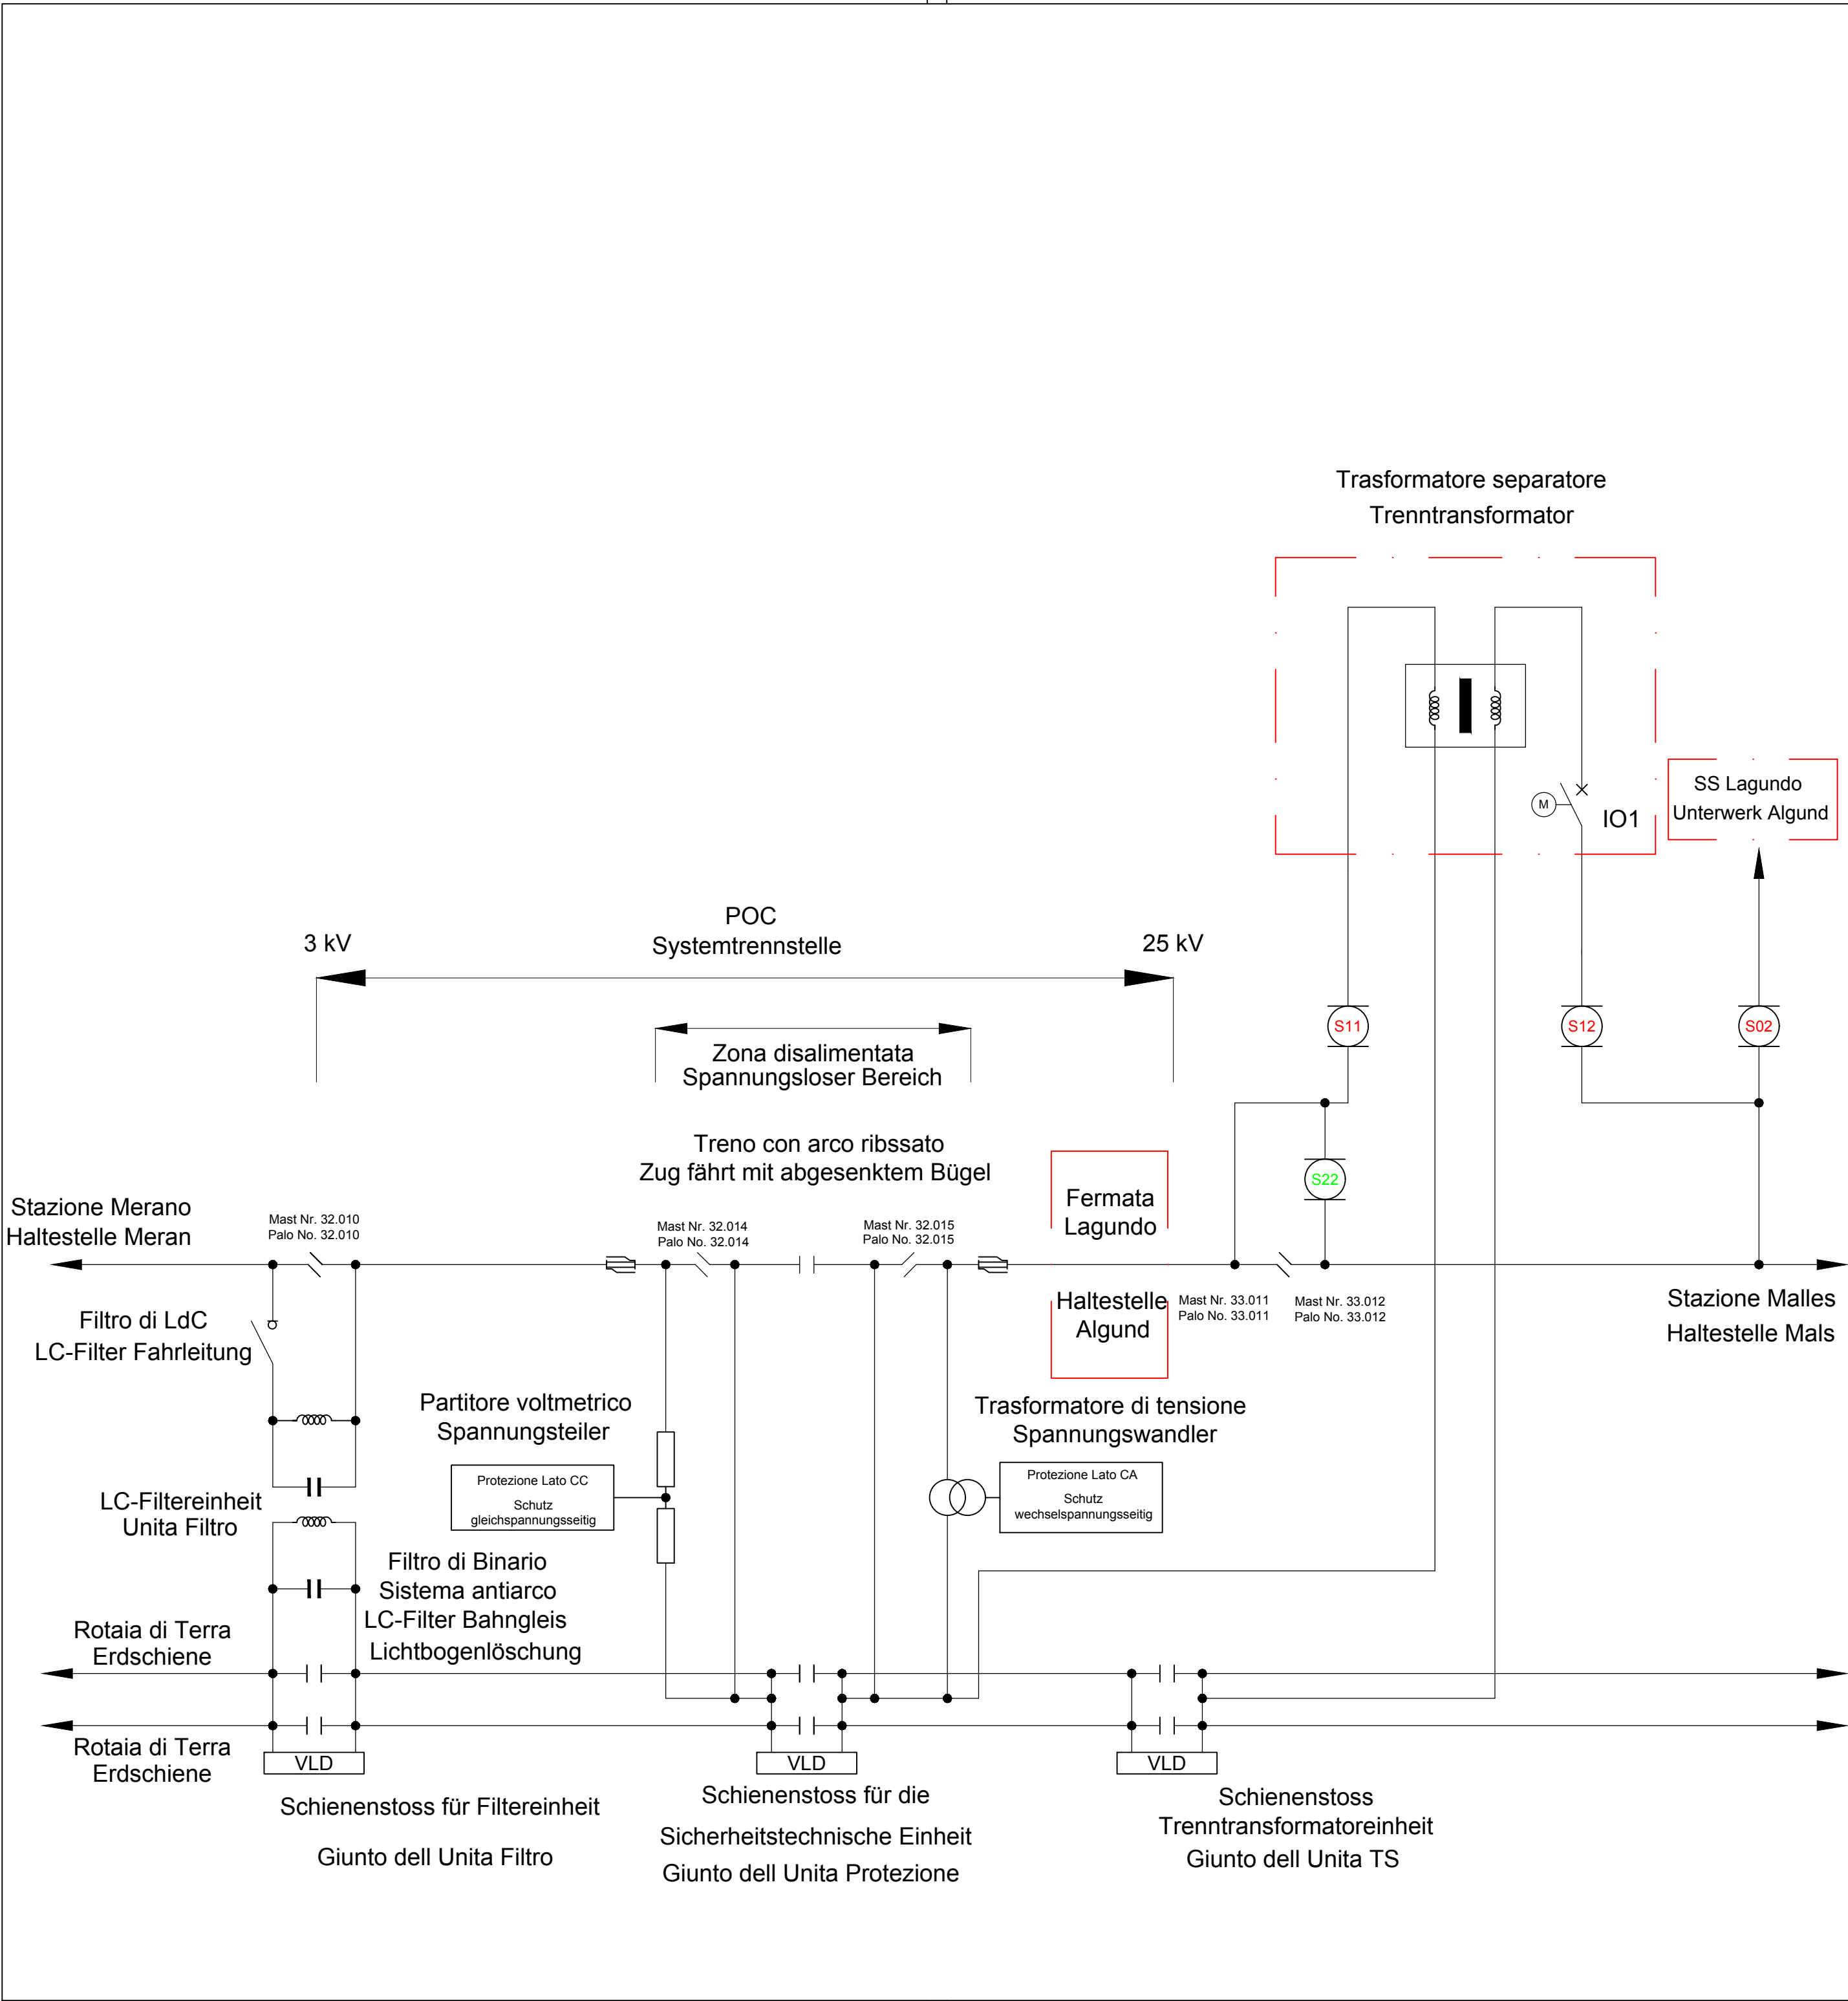 Trasformatore separatore
Trenntransformator
SS Lagundo
Unterwerk Algund
M
IO1
POC
Systemtrennstelle
3 kV
25 kV
S11
S12
S02
Zona disalimentata
Spannungsloser Bereich
Treno con arco ribssato
Zug fährt mit abgesenktem Bügel
S22
Fermata
Lagundo
Stazione Merano
Haltestelle Meran
Mast Nr. 32.010
Palo No. 32.010
Mast Nr. 32.014
Palo No. 32.014
Mast Nr. 32.015
Palo No. 32.015
Haltestelle
Algund
Mast Nr. 33.011
Palo No. 33.011
Mast Nr. 33.012
Palo No. 33.012
Stazione Malles
Haltestelle Mals
Filtro di LdC
LC-Filter Fahrleitung
Partitore voltmetrico
Spannungsteiler
Trasformatore di tensione
Spannungswandler
Protezione Lato CC
Schutz
gleichspannungsseitig
Protezione Lato CA
Schutz
wechselspannungsseitig
LC-Filtereinheit
Unita Filtro
Filtro di Binario
Sistema antiarco
LC-Filter Bahngleis
Lichtbogenlöschung
Rotaia di Terra
Erdschiene
Rotaia di Terra
Erdschiene
VLD
VLD
VLD
Schienenstoss für Filtereinheit
Giunto dell Unita Filtro
Schienenstoss für die
Sicherheitstechnische Einheit
Giunto dell Unita Protezione
Schienenstoss
Trenntransformatoreinheit
Giunto dell Unita TS